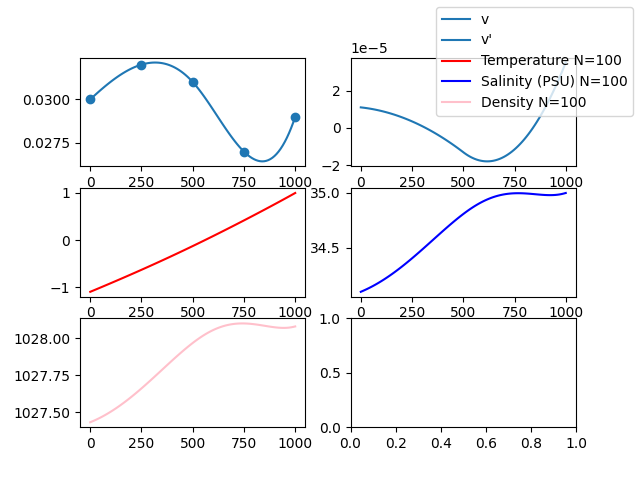 v
v'
Temperature N=100
Salinity (PSU) N=100
Density N=100
1e−5
0.0300
0.0275
0 250 500 750 1000
2
0
−2
0 250 500 750 1000
1
0
−1
0 250 500 750 1000
35.0
34.5
0 250 500 750 1000
1028.00
1027.75
1027.50
0 250 500 750 1000
1.0
0.5
0.0
0.0 0.2 0.4 0.6 0.8 1.0